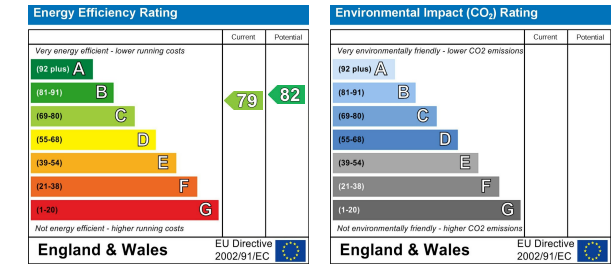 Energy Efficiency Rating
Current Potential
Very energy efficient - lower running costs
(92 plus) A
(81-91) B
(69-80) C
(55-68) D
(39-54) E
(21-38) F
(1-20) G
79
82
Not energy efficient - higher running costs
England & Wales
EU Directive
2002/91/EC
Environmental Impact (CO2) Rating
Current Potential
Very environmentally friendly - lower CO2 emissions
(92 plus) A
(81-91) B
(69-80) C
(55-68) D
(39-54) E
(21-38) F
(1-20) G
Not environmentally friendly - higher CO2 emissions
England & Wales
EU Directive
2002/91/EC